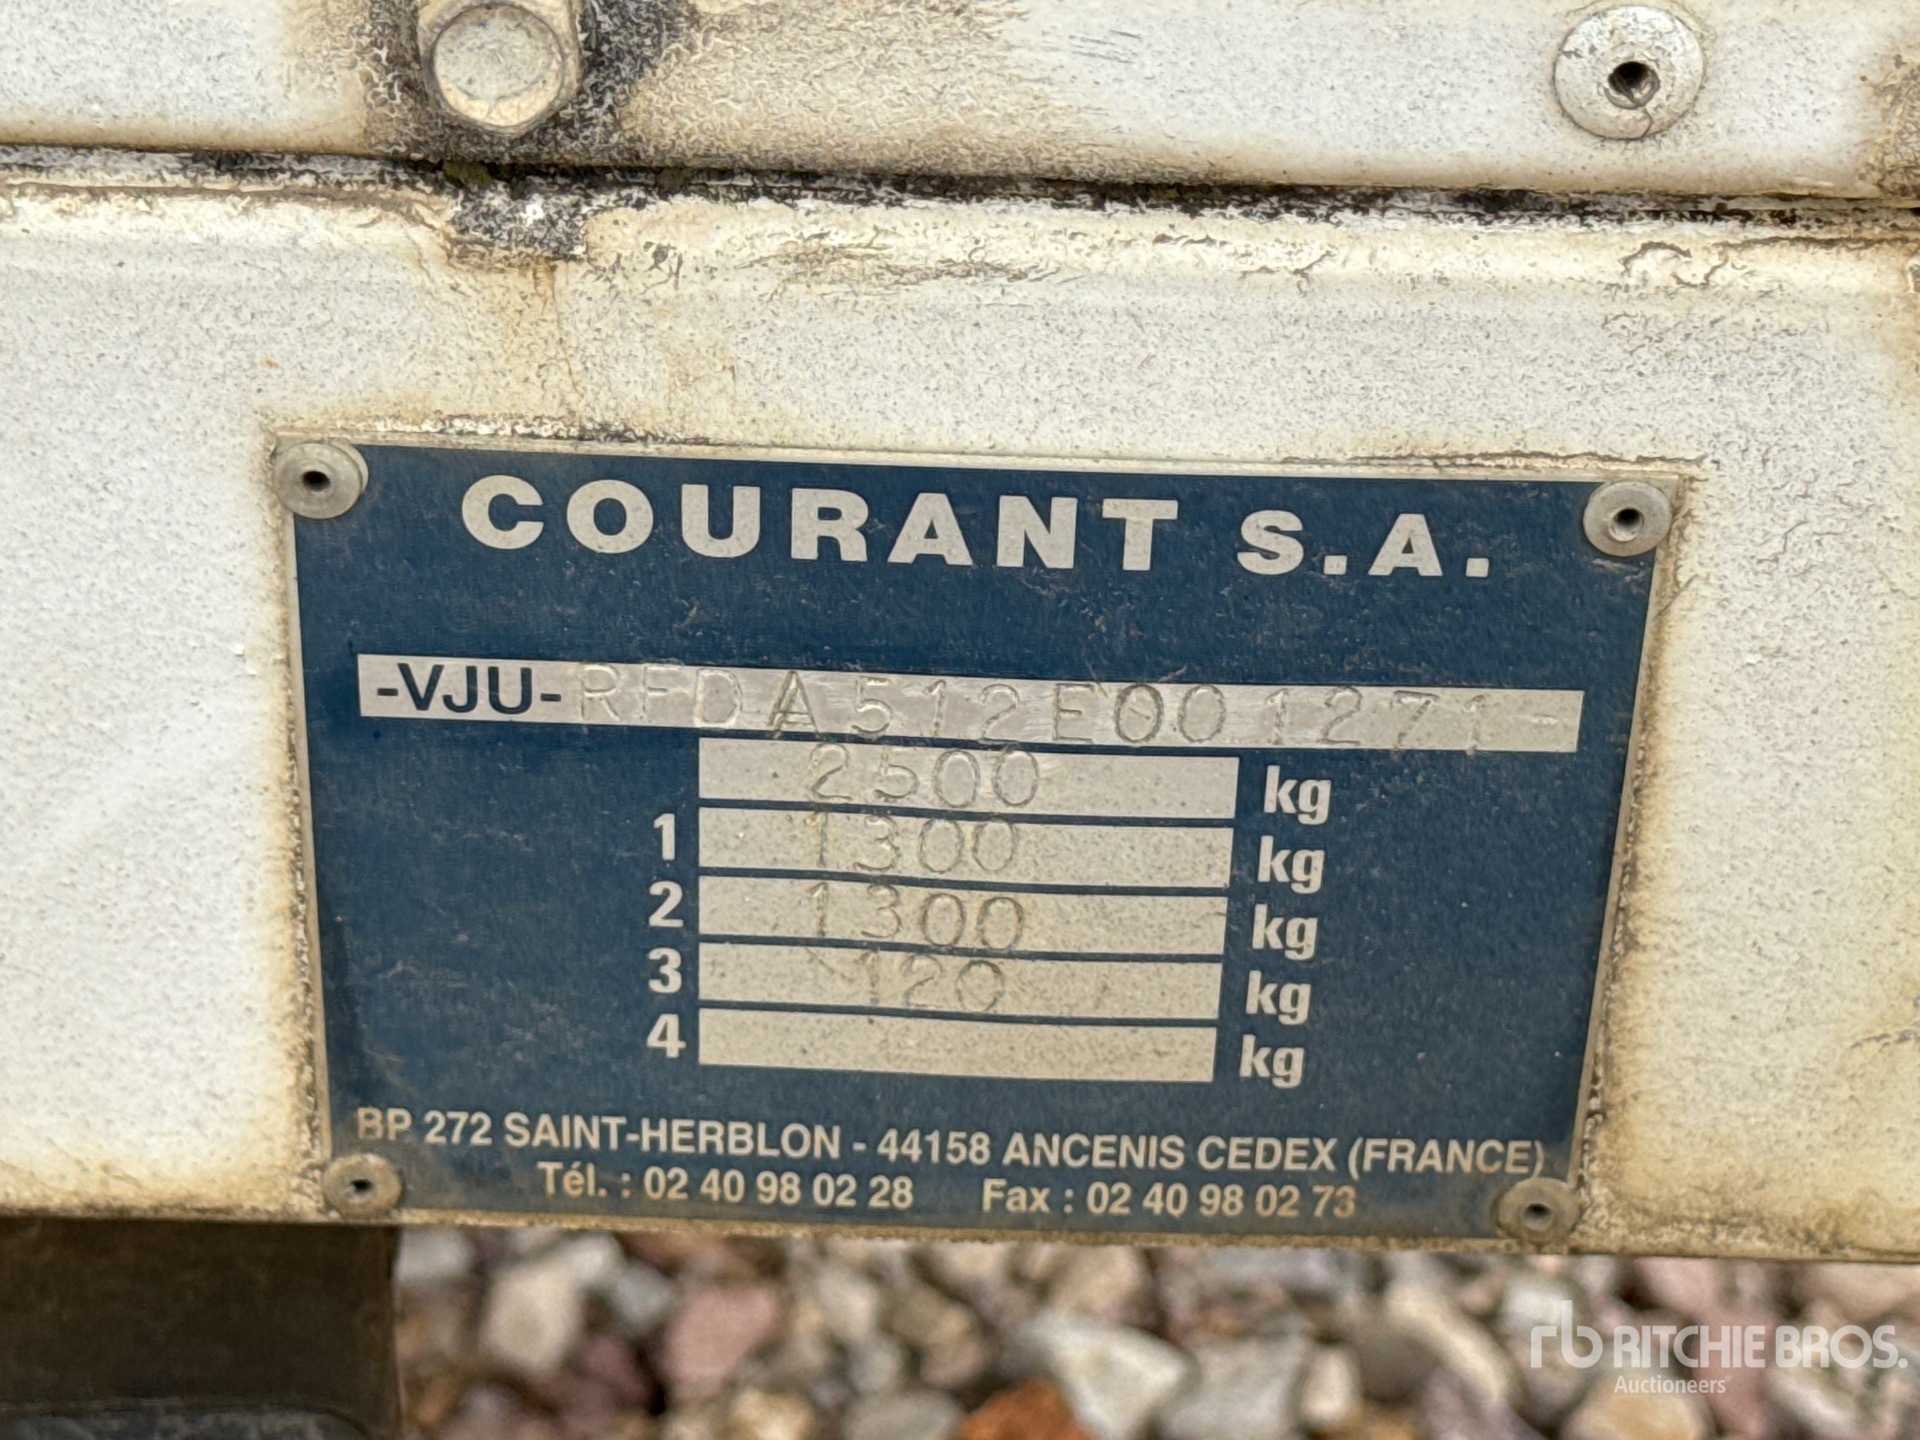 COURANT S.A.
-VJU-RFDA512E001271-
2500 kg
1 1300 kg
2 1300 kg
3 120 kg
4 kg
BP 272 SAINT-HERBLON - 44158 ANCENIS CEDEX (FRANCE)
Tél. : 02 40 98 02 28 Fax : 02 40 98 02 73
rb RITCHIE BROS.
Auctioneers